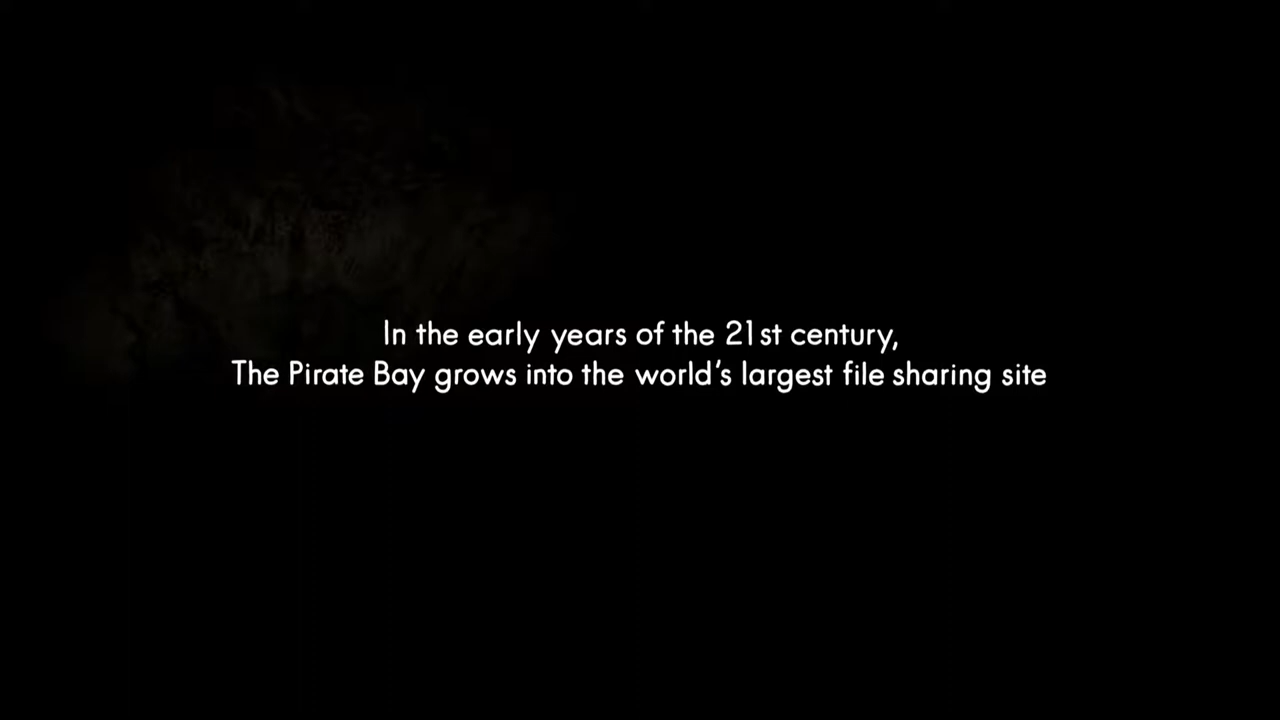 In the early years of the 21st century,
The Pirate Bay grows into the world's largest file sharing site